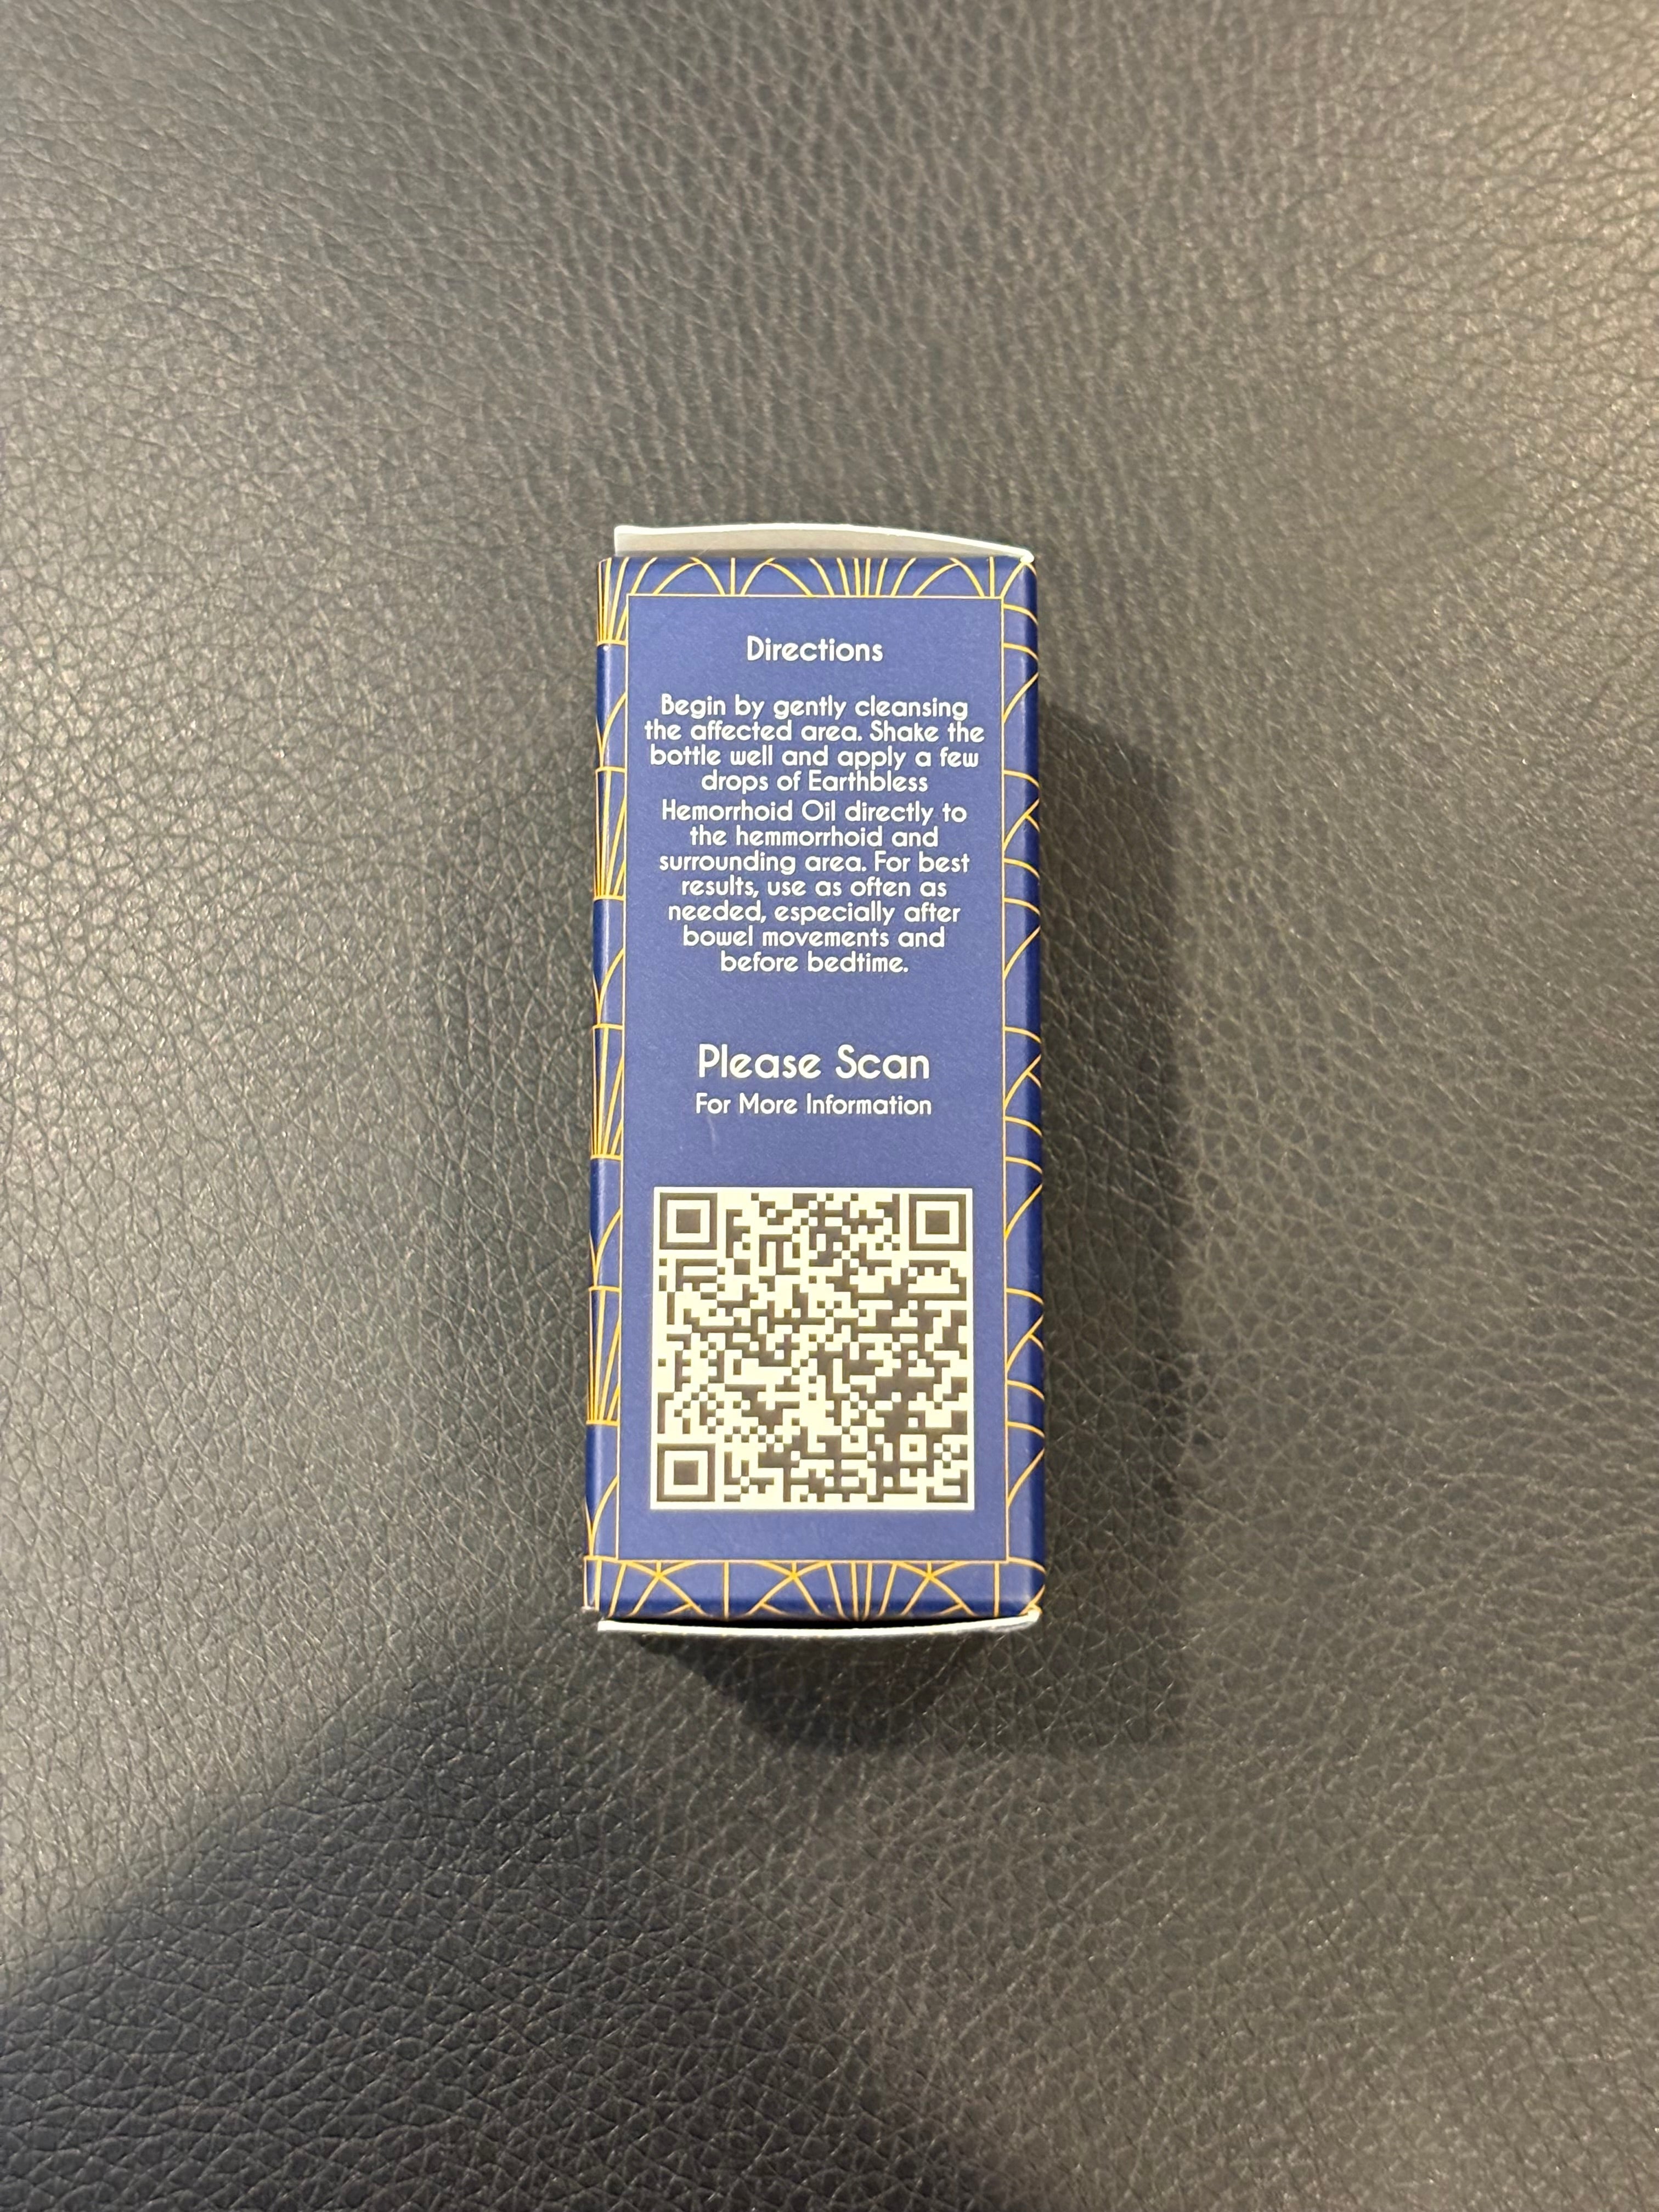 Directions
Begin by gently cleansing
the affected area. Shake the
bottle well and apply a few
drops of Earthbless
Hemorrhoid Oil directly to
the hemmorrhoid and
surrounding area. For best
results, use as often as
needed, especially after
bowel movements and
before bedtime.
Please Scan
For More Information